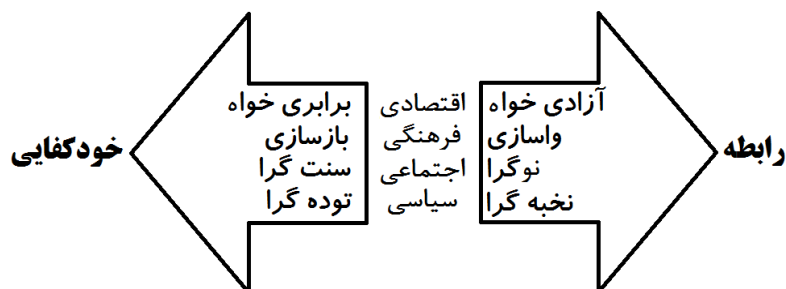 آزادی خواه اقتصادی برابری خواه
واسازی فرهنگی بازسازی
رابطه خودکفایی
نوگرا اجتماعی سنت گرا
نخبه گرا سیاسی توده گرا